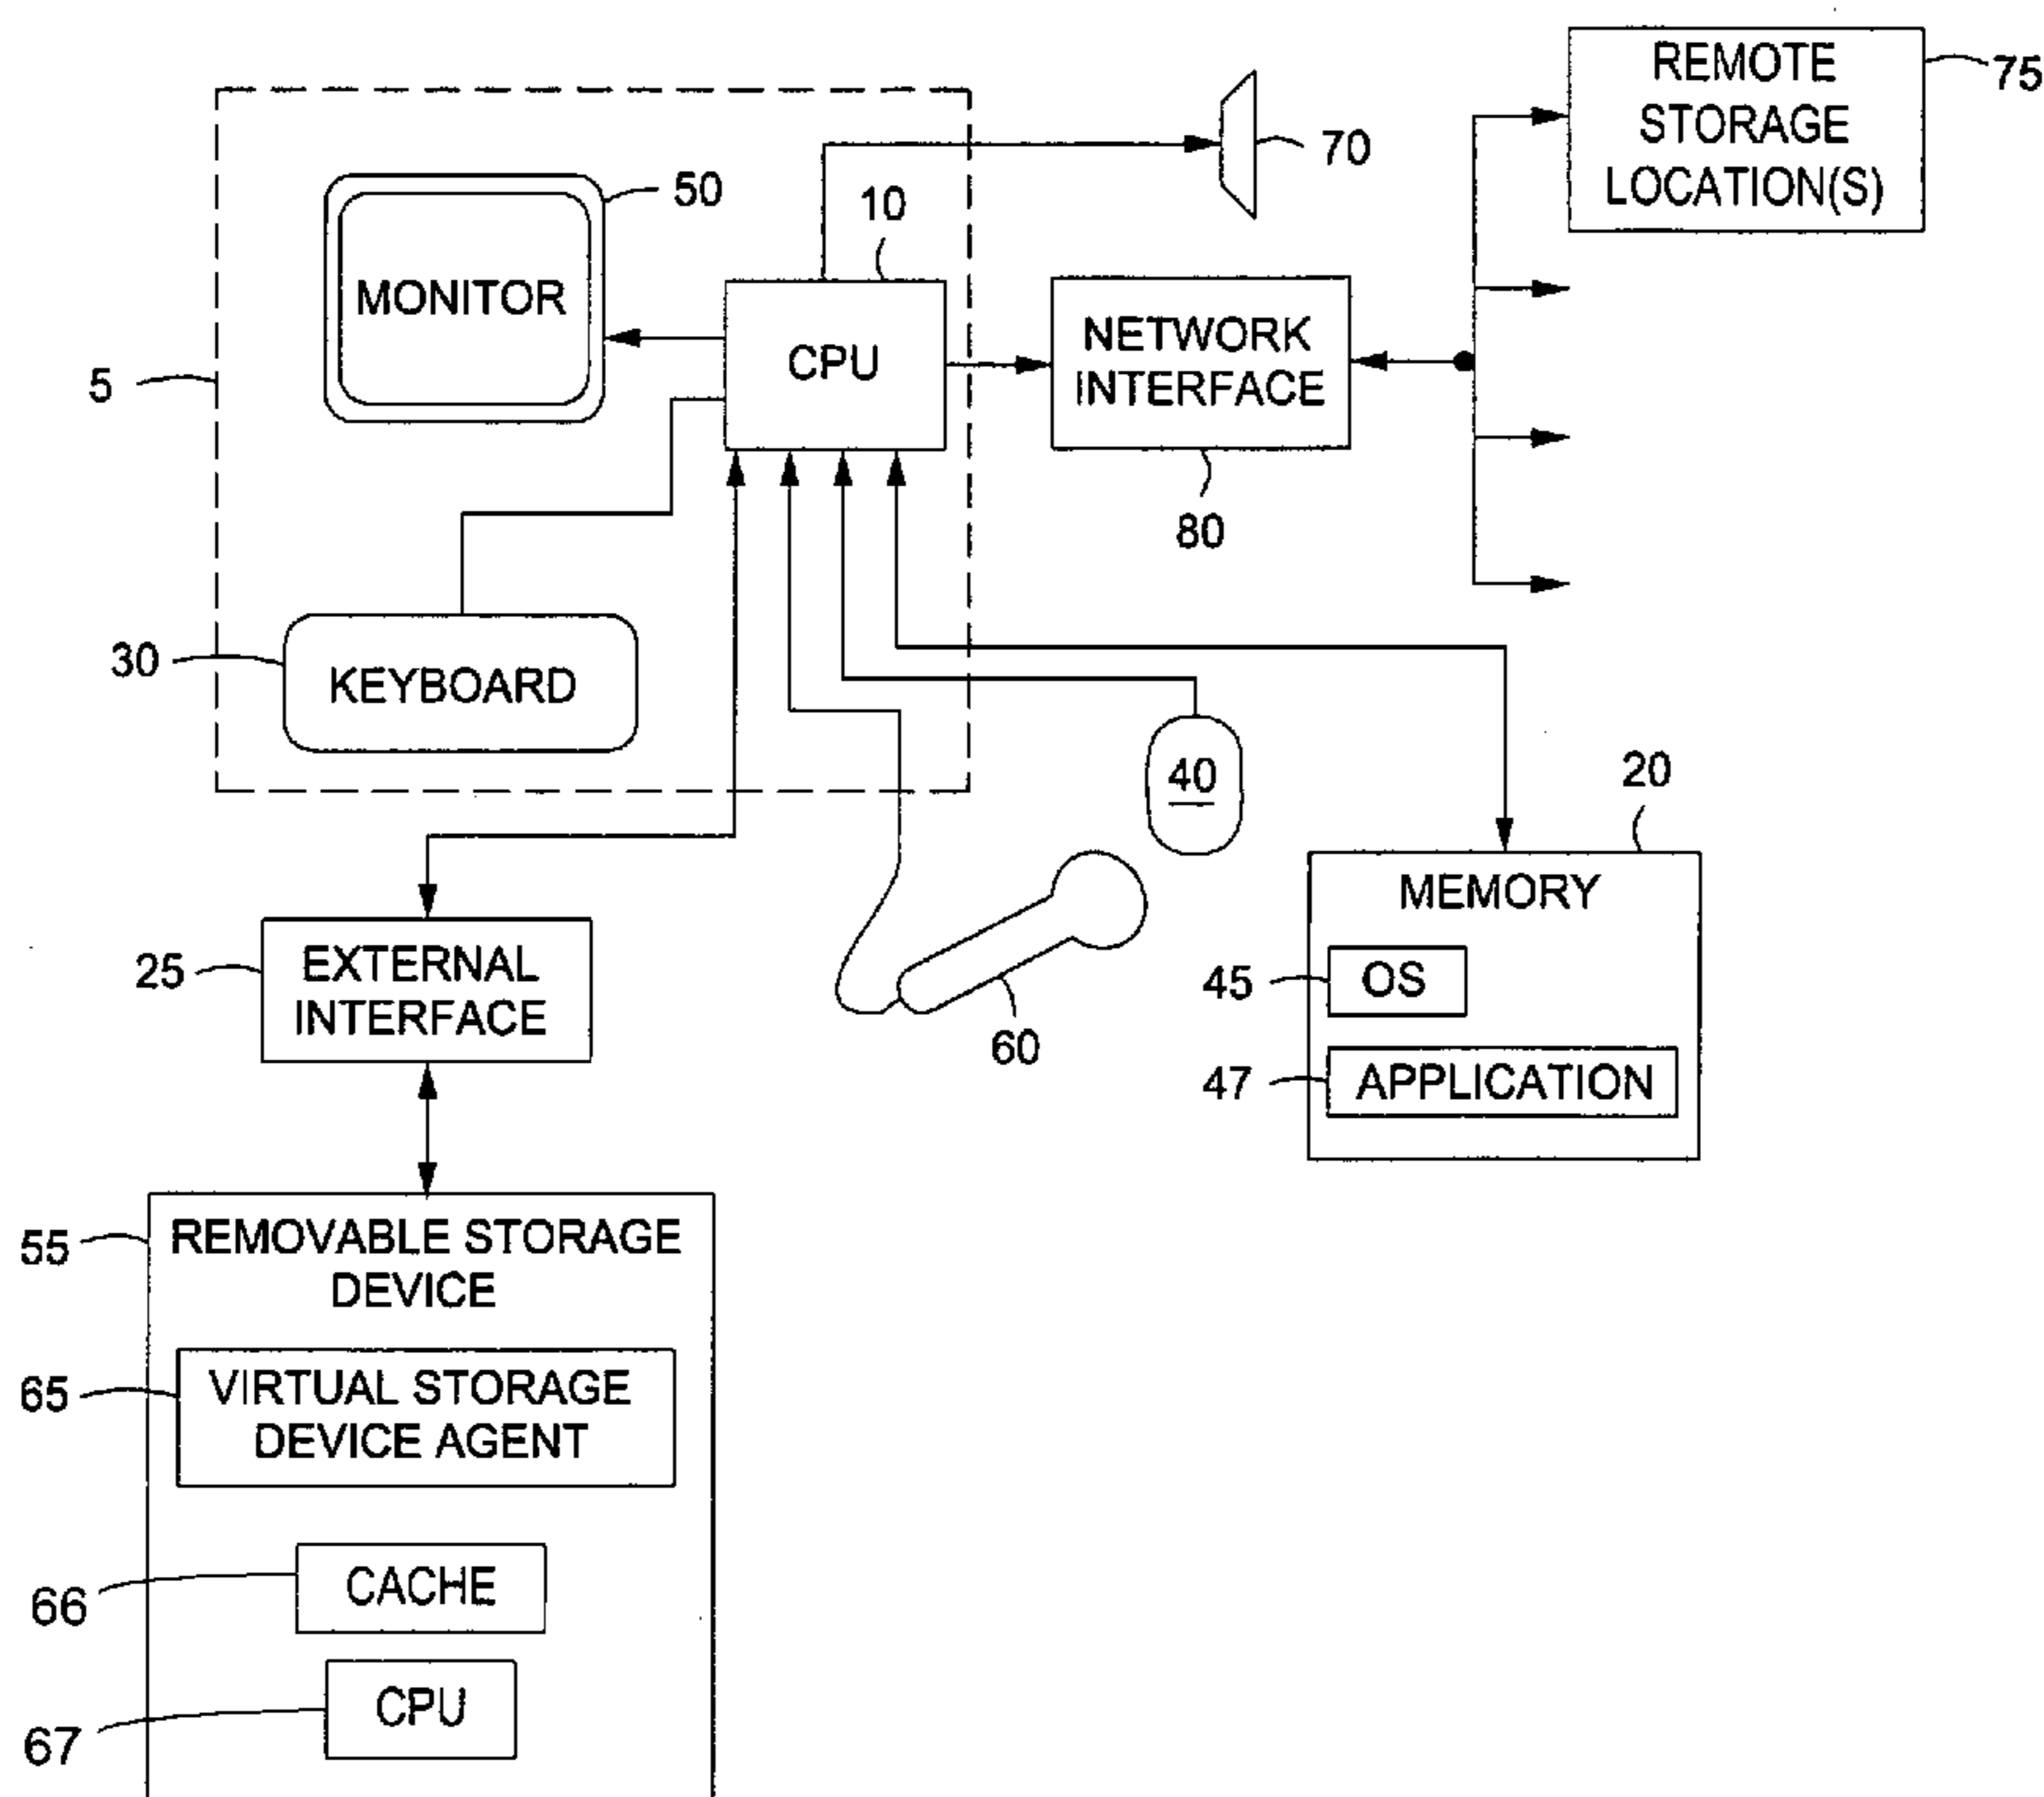 REMOTE
STORAGE
LOCATION(S)
75
70
50
10
MONITOR
CPU
NETWORK
INTERFACE
5
80
30
KEYBOARD
40
20
MEMORY
25
EXTERNAL
INTERFACE
45
OS
60
47
APPLICATION
55
REMOVABLE STORAGE
DEVICE
65
VIRTUAL STORAGE
DEVICE AGENT
66
CACHE
67
CPU